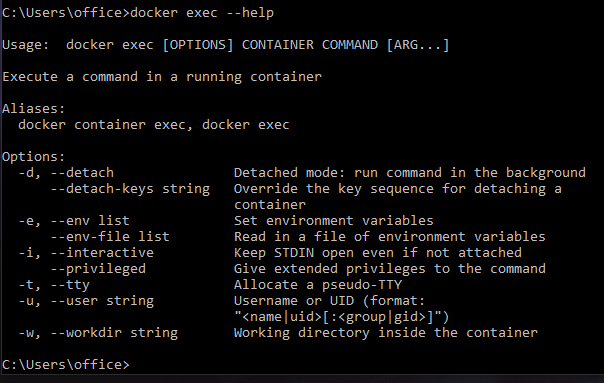 C:\Users\office>docker exec --help
Usage:  docker exec [OPTIONS] CONTAINER COMMAND [ARG...]
Execute a command in a running container
Aliases:
  docker container exec, docker exec
Options:
  -d, --detach               Detached mode: run command in the background
      --detach-keys string   Override the key sequence for detaching a
                             container
  -e, --env list             Set environment variables
      --env-file list        Read in a file of environment variables
  -i, --interactive          Keep STDIN open even if not attached
      --privileged           Give extended privileges to the command
  -t, --tty                  Allocate a pseudo-TTY
  -u, --user string          Username or UID (format:
                             "<name|uid>[:<group|gid>]")
  -w, --workdir string       Working directory inside the container
C:\Users\office>